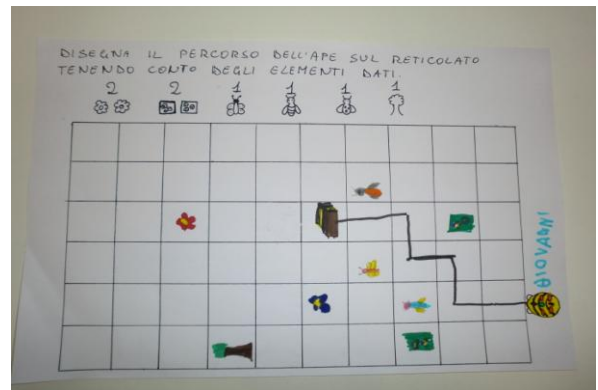 DISEGNA IL PERCORSO DELL'APE SUL RETICOLATO
TENENDO CONTO DEGLI ELEMENTI DATI.
2 2 1 1 1 1
GIOVANNI